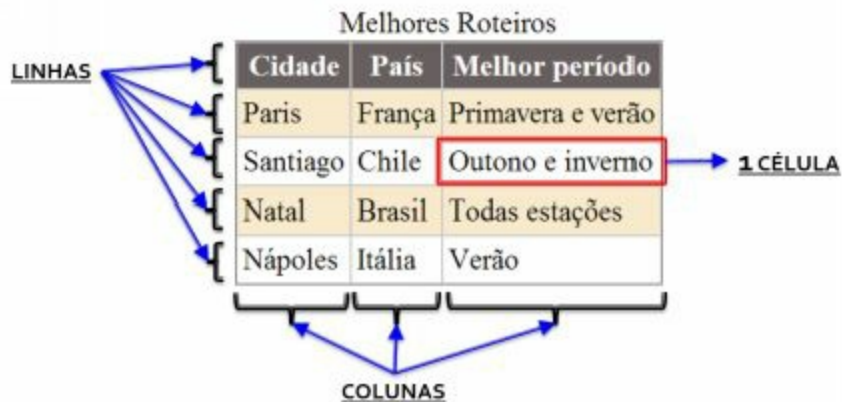 Melhores Roteiros
LINHAS
Cidade País Melhor período
Paris França Primavera e verão
Santiago Chile Outono e inverno
1 CÉLULA
Natal Brasil Todas estações
Nápoles Itália Verão
COLUNAS